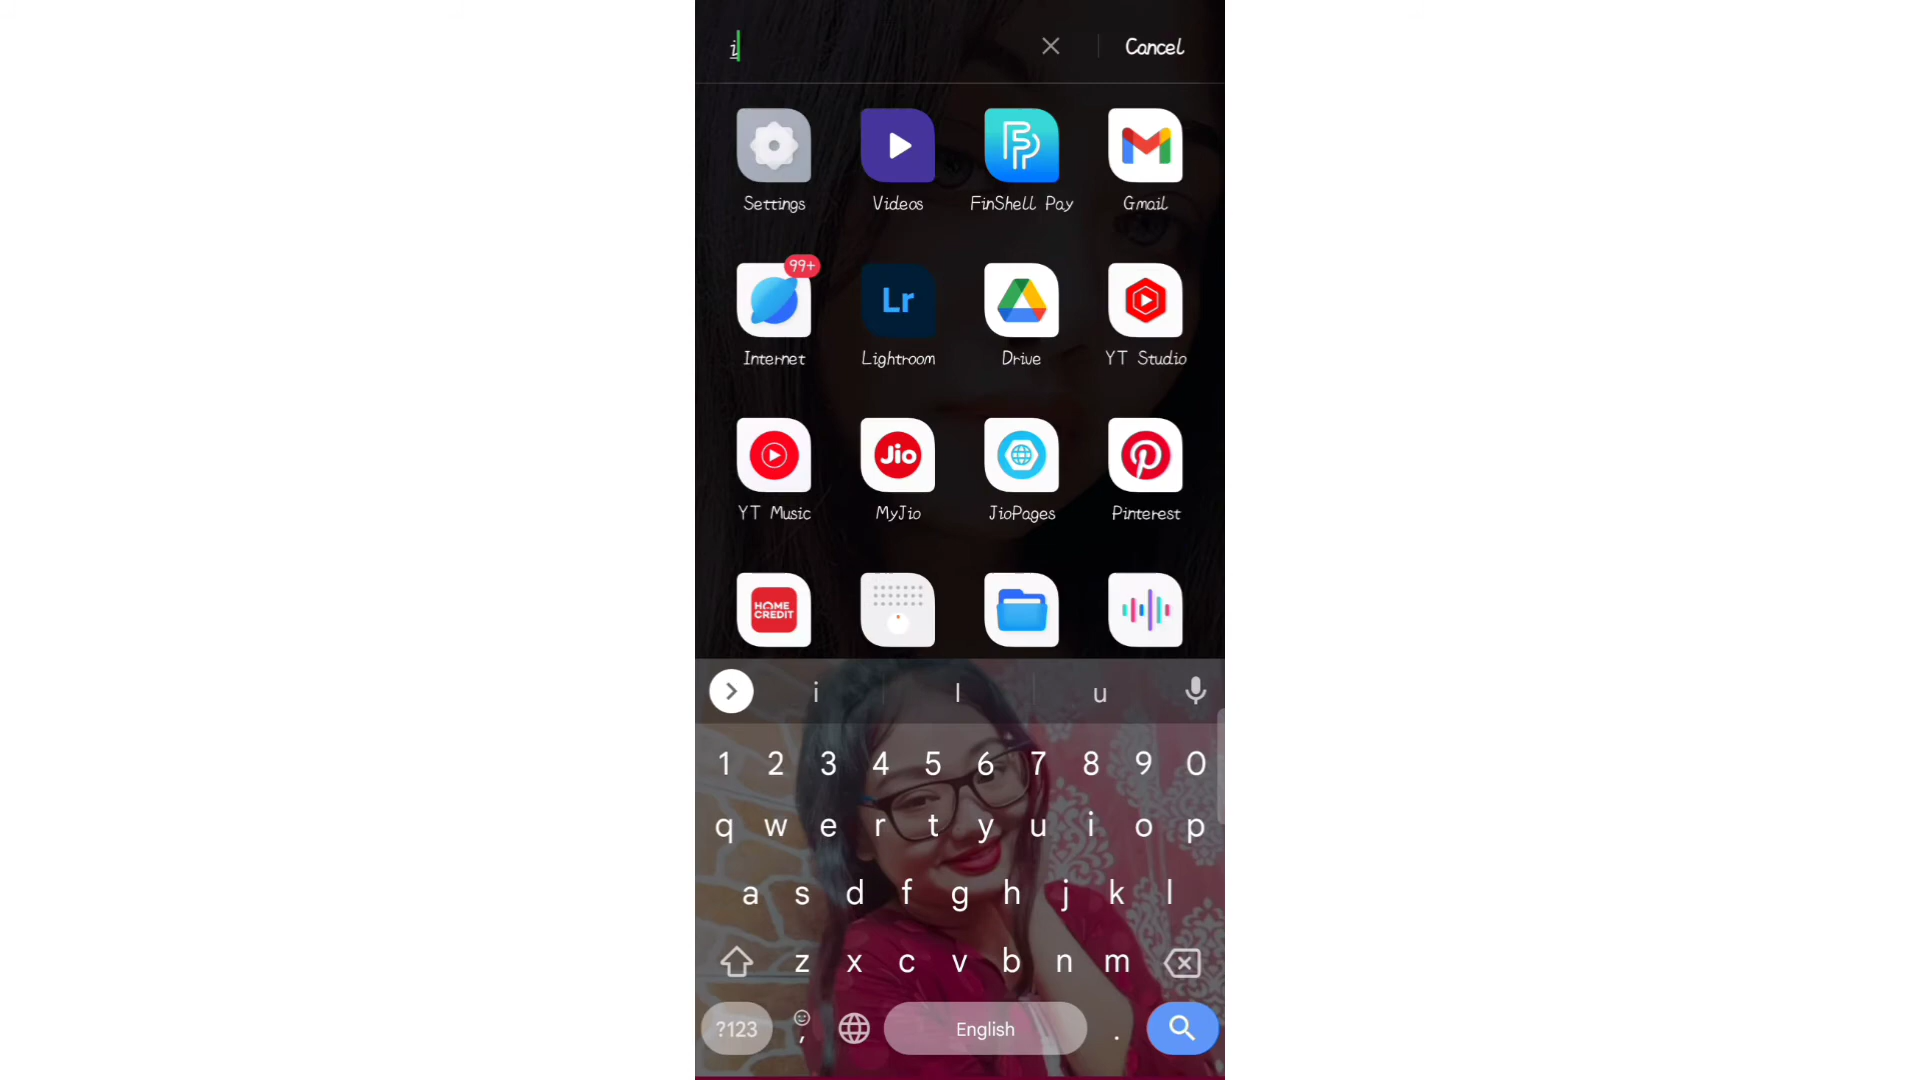 i Cancel
Settings Videos FinShell Pay Gmail
99+
Lr
Internet Lightroom Drive YT Studio
Jio
YT Music MyJio JioPages Pinterest
HOME
CREDIT
i I u
1 2 3 4 5 6 7 8 9 0
q w e r t y u i o p
a s d f g h j k l
z x c v b n m
?123 , English .